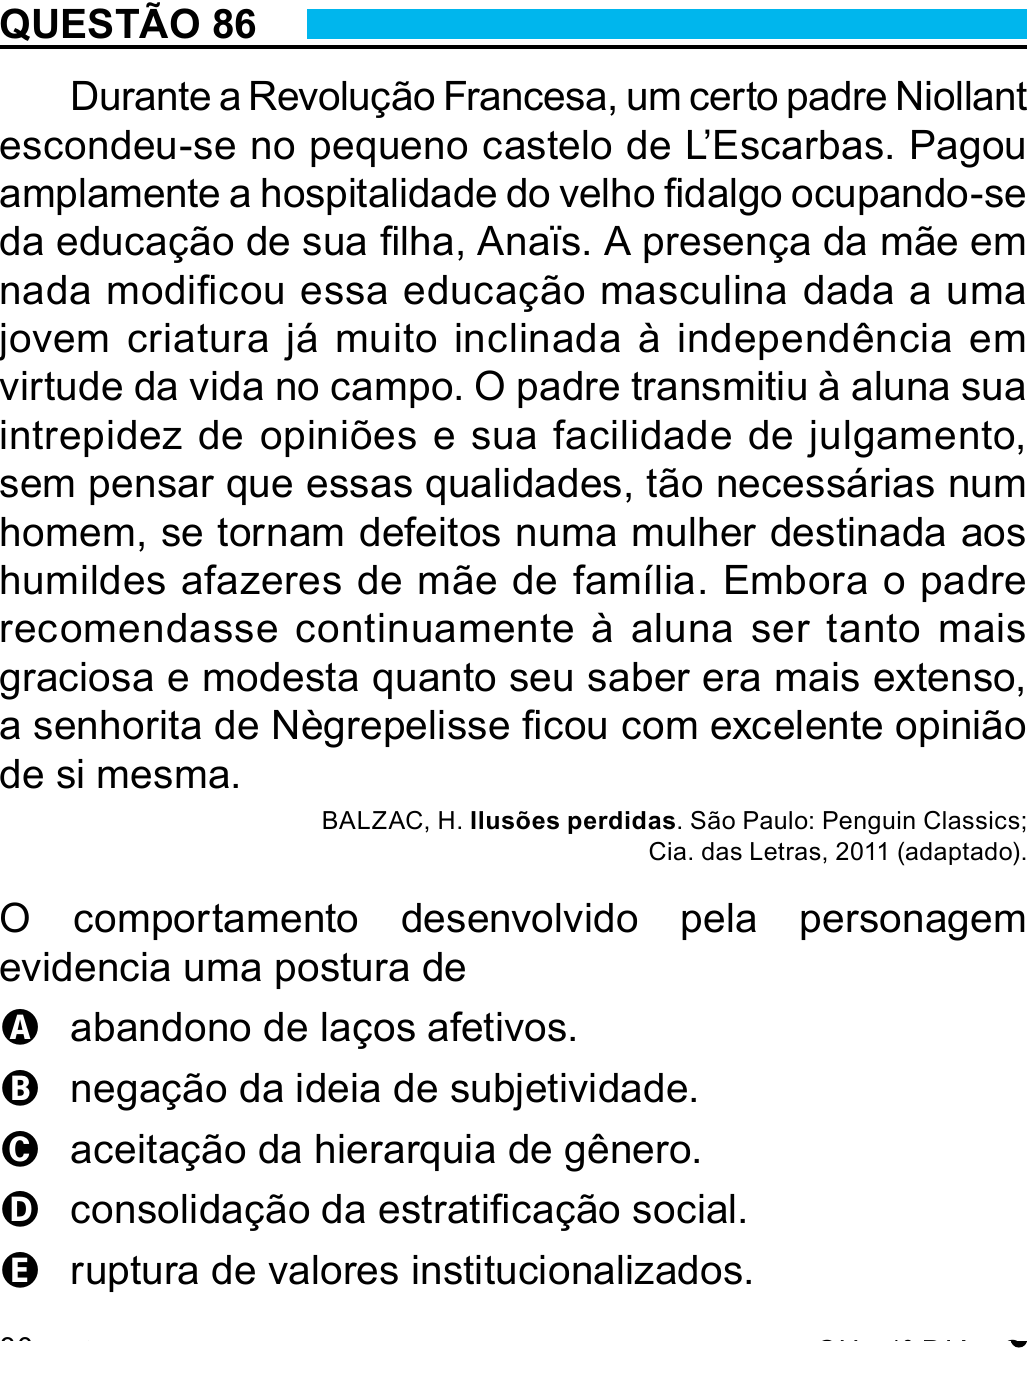 QUESTÃO 86
Durante a Revolução Francesa, um certo padre Niollant
escondeu-se no pequeno castelo de L’Escarbas. Pagou
amplamente a hospitalidade do velho fidalgo ocupando-se
da educação de sua filha, Anaïs. A presença da mãe em
nada modificou essa educação masculina dada a uma
jovem criatura já muito inclinada à independência em
virtude da vida no campo. O padre transmitiu à aluna sua
intrepidez de opiniões e sua facilidade de julgamento,
sem pensar que essas qualidades, tão necessárias num
homem, se tornam defeitos numa mulher destinada aos
humildes afazeres de mãe de família. Embora o padre
recomendasse continuamente à aluna ser tanto mais
graciosa e modesta quanto seu saber era mais extenso,
a senhorita de Nègrepelisse ficou com excelente opinião
de si mesma.
BALZAC, H. Ilusões perdidas. São Paulo: Penguin Classics;
Cia. das Letras, 2011 (adaptado).
O comportamento desenvolvido pela personagem
evidencia uma postura de
A abandono de laços afetivos.
B negação da ideia de subjetividade.
C aceitação da hierarquia de gênero.
D consolidação da estratificação social.
E ruptura de valores institucionalizados.